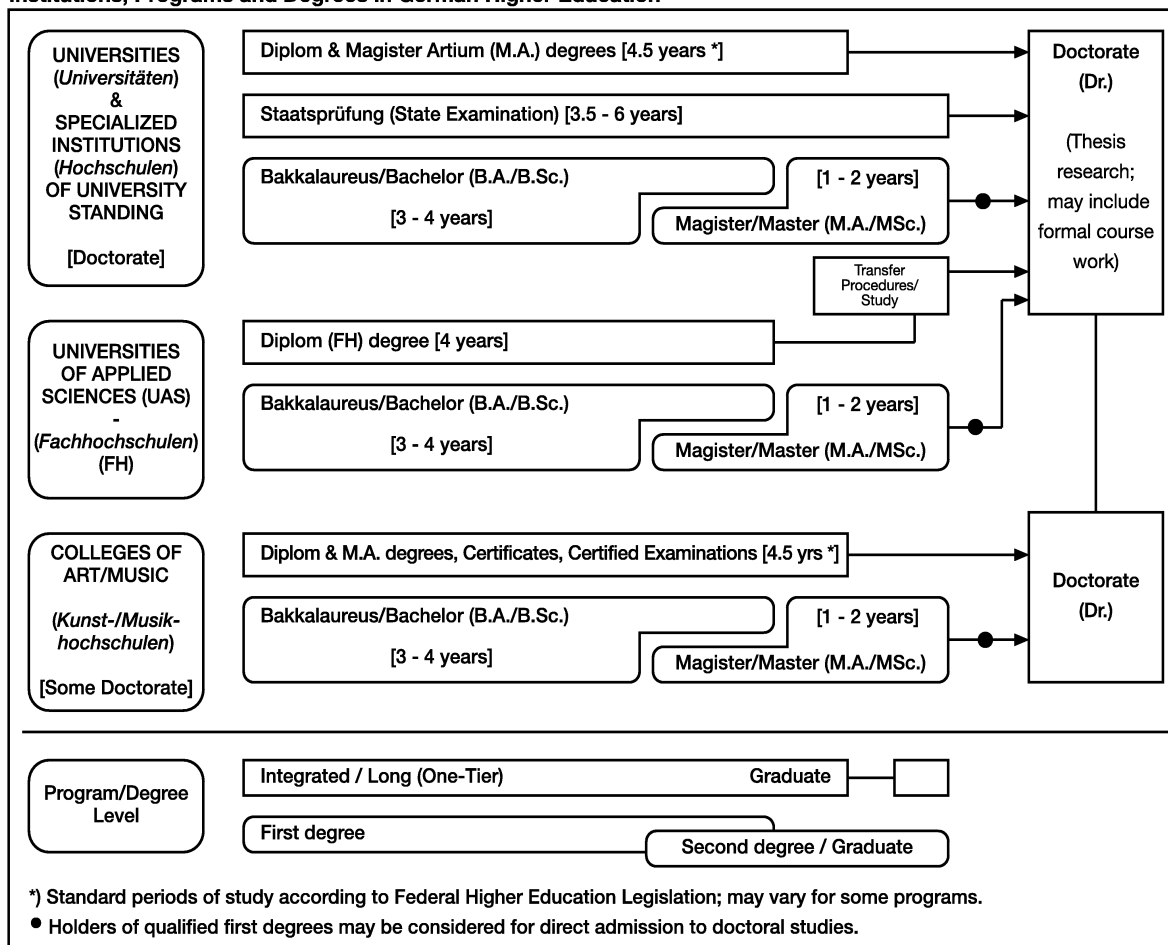 Institutions, Programs and Degrees in German Higher Education
UNIVERSITIES
(Universitäten)
&
SPECIALIZED
INSTITUTIONS
(Hochschulen)
OF UNIVERSITY
STANDING
[Doctorate]
Diplom & Magister Artium (M.A.) degrees [4.5 years *]
Staatsprüfung (State Examination) [3.5 - 6 years]
Bakkalaureus/Bachelor (B.A./B.Sc.)
[3 - 4 years]
[1 - 2 years]
Magister/Master (M.A./MSc.)
Transfer
Procedures/
Study
Doctorate
(Dr.)
(Thesis
research;
may include
formal course
work)
UNIVERSITIES
OF APPLIED
SCIENCES (UAS)
-
(Fachhochschulen)
(FH)
Diplom (FH) degree [4 years]
Bakkalaureus/Bachelor (B.A./B.Sc.)
[3 - 4 years]
[1 - 2 years]
Magister/Master (M.A./MSc.)
COLLEGES OF
ART/MUSIC
(Kunst-/Musik-
hochschulen)
[Some Doctorate]
Diplom & M.A. degrees, Certificates, Certified Examinations [4.5 yrs *]
Bakkalaureus/Bachelor (B.A./B.Sc.)
[3 - 4 years]
[1 - 2 years]
Magister/Master (M.A./MSc.)
Doctorate
(Dr.)
Program/Degree
Level
Integrated / Long (One-Tier)
Graduate
First degree
Second degree / Graduate
*) Standard periods of study according to Federal Higher Education Legislation; may vary for some programs.
● Holders of qualified first degrees may be considered for direct admission to doctoral studies.